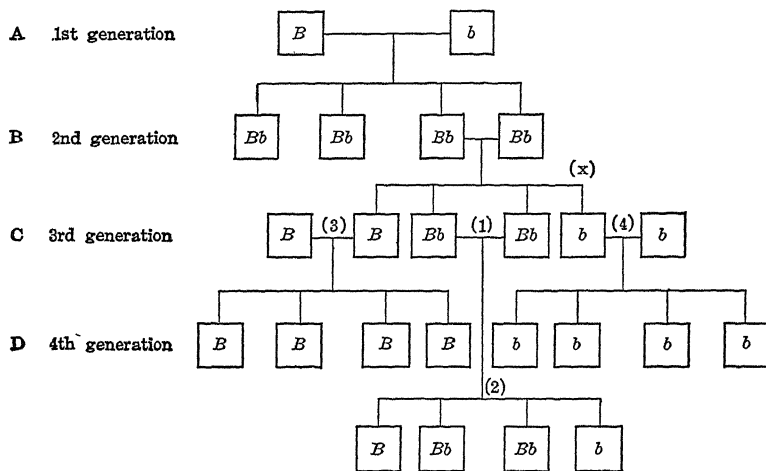 A 1st generation B b
Bb Bb Bb Bb
B 2nd generation
(x)
(3) (1) (4)
C 3rd generation B B Bb Bb b b
D 4th generation B B B B b b b b
(2)
B Bb Bb b